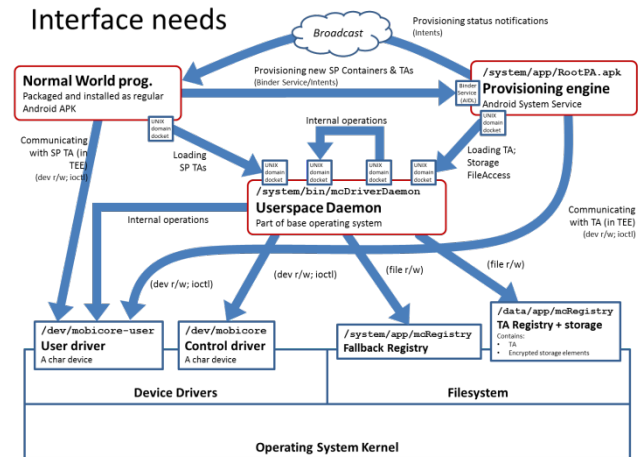 Interface needs
Broadcast
Provisioning status notifications
(Intents)
Normal World prog.
Packaged and installed as regular
Android APK
Provisioning new SP Containers & TAs
(Binder Service/Intents)
/system/app/RootPA.apk
Provisioning engine
Android System Service
Binder
Service
(AIDL)
UNIX
domain
docket
UNIX
domain
docket
Communicating
with SP TA (in
TEE)
(dev r/w; ioctl)
Loading
SP TAs
Internal operations
Loading TA;
Storage
FileAccess
UNIX
domain
docket
UNIX
domain
docket
UNIX
domain
docket
UNIX
domain
docket
/system/bin/mcDriverDaemon
Userspace Daemon
Part of base operating system
Internal operations
Communicating
with TA (in TEE)
(dev r/w; ioctl)
(dev r/w; ioctl)
(dev r/w; ioctl)
(file r/w)
(file r/w)
/dev/mobicore-user
User driver
A char device
/dev/mobicore
Control driver
A char device
/system/app/mcRegistry
Fallback Registry
/data/app/mcRegistry
TA Registry + storage
Contains:
• TA
• Encrypted storage elements
Device Drivers
Filesystem
Operating System Kernel